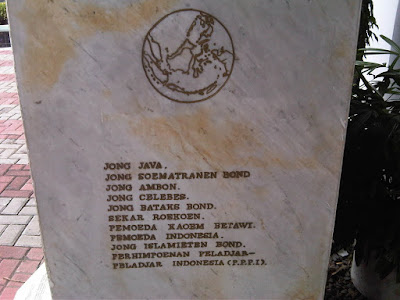 JONG JAVA.
JONG SOEMATRANEN BOND
JONG AMBON.
JONG CELEBES.
JONG BATAKS BOND.
SEKAR ROEKOEN.
PEMOEDA KAOEM BETAWI.
PEMOEDA INDONESIA.
JONG ISLAMIETEN BOND.
PERHIMPOENAN PELADJAR-
PELADJAR INDONESIA (P.P.P.I).